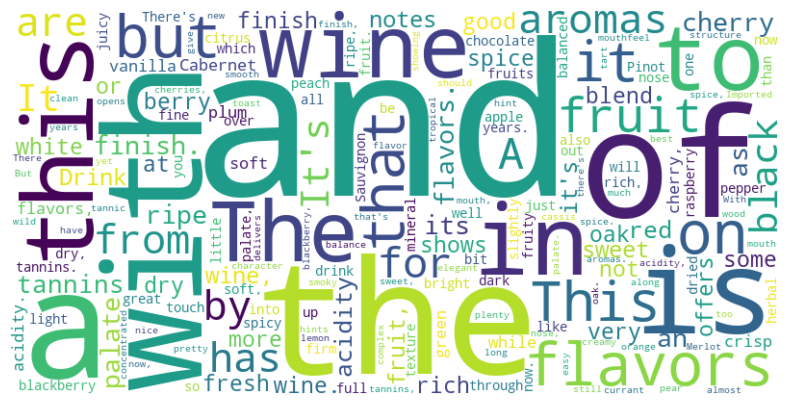 are
but
wine
aromas
cherry
this
with
and
of
the
is
in
a
The
that
to
it
It
A
fruit
flavors
This
on
for
from
by
has
It's
black
finish
notes
good
spice
blend
berry
plum
vanilla
Cabernet
There's,
citrus
which
juicy
or
over
fine
all
peach
soft
white
finish.
Drink
at
you
ripe
palate,
its
shows
tannins
dry
wine,
acidity
fruit,
green
more
fresh
wine.
rich
through
full
up
very
an
crisp
not
sweet
oak
red
some
as
pepper
raspberry
cherry,
it's
out
also
will
rich,
just
well
bit
dark
bright
slightly
fruity
mineral
Sauvignon
flavors.
flavors,
tannins.
palate
acidity.
light
great
touch
soft.
spicy
blackberry
little
drink
texture
firm
while
like
offers
herbal
dried
chocolate
fruits
apple
years.
be
balanced
Pinot
nose
one
than
now
mouthfeel
structure
tart
new
fruit.
ripe,
give
smooth
toast
opens
cherries,
clean
years
There
yet
But
wild
tannic
have
dry,
concentrated
now,
nice
pretty
so
into
hints
lemon
smoky
character
delivers
blackberry,
that's
balance
flavor
tropical
hint
showing
finish,
should
mouth,
spice,
Imported
best
there's
much
With
wood
mouth
spice.
cassis
aromas.
acidity,
palate.
oak.
along
too
nose,
creamy
orange
Merlot
easy
still
currant
pear
almost
long
plenty
complex
elegant
sweet,
tannins,
now.